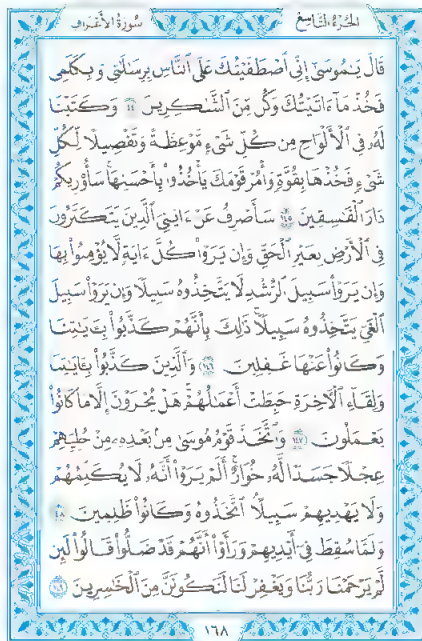 الجزء التاسع سورة الأعراف
قَالَ يَٰمُوسَىٰٓ إِنِّي ٱصۡطَفَيۡتُكَ عَلَى ٱلنَّاسِ بِرِسَٰلَٰتِي وَبِكَلَٰمِي
فَخُذۡ مَآ ءَاتَيۡتُكَ وَكُن مِّنَ ٱلشَّٰكِرِينَ ١٤٤ وَكَتَبۡنَا
لَهُۥ فِي ٱلۡأَلۡوَاحِ مِن كُلِّ شَيۡءٖ مَّوۡعِظَةٗ وَتَفۡصِيلٗا لِّكُلِّ
شَيۡءٖ فَخُذۡهَا بِقُوَّةٖ وَأۡمُرۡ قَوۡمَكَ يَأۡخُذُواْ بِأَحۡسَنِهَاۚ سَأُوْرِيكُمۡ
دَارَ ٱلۡفَٰسِقِينَ ١٤٥ سَأَصۡرِفُ عَنۡ ءَايَٰتِيَ ٱلَّذِينَ يَتَكَبَّرُونَ
فِي ٱلۡأَرۡضِ بِغَيۡرِ ٱلۡحَقِّ وَإِن يَرَوۡاْ كُلَّ ءَايَةٖ لَّا يُؤۡمِنُواْ بِهَا
وَإِن يَرَوۡاْ سَبِيلَ ٱلرُّشۡدِ لَا يَتَّخِذُوهُ سَبِيلٗا وَإِن يَرَوۡاْ سَبِيلَ
ٱلۡغَيِّ يَتَّخِذُوهُ سَبِيلٗاۚ ذَٰلِكَ بِأَنَّهُمۡ كَذَّبُواْ بِـَٔايَٰتِنَا
وَكَانُواْ عَنۡهَا غَٰفِلِينَ ١٤٦ وَٱلَّذِينَ كَذَّبُواْ بِـَٔايَٰتِنَا
وَلِقَآءِ ٱلۡأٓخِرَةِ حَبِطَتۡ أَعۡمَٰلُهُمۡۚ هَلۡ يُجۡزَوۡنَ إِلَّا مَا كَانُواْ
يَعۡمَلُونَ ١٤٧ وَٱتَّخَذَ قَوۡمُ مُوسَىٰ مِنۢ بَعۡدِهِۦ مِنۡ حُلِيِّهِمۡ
عِجۡلٗا جَسَدٗا لَّهُۥ خُوَارٌۚ أَلَمۡ يَرَوۡاْ أَنَّهُۥ لَا يُكَلِّمُهُمۡ
وَلَا يَهۡدِيهِمۡ سَبِيلًاۘ ٱتَّخَذُوهُ وَكَانُواْ ظَٰلِمِينَ ١٤٨
وَلَمَّا سُقِطَ فِيٓ أَيۡدِيهِمۡ وَرَأَوۡاْ أَنَّهُمۡ قَدۡ ضَلُّواْ قَالُواْ لَئِن
لَّمۡ يَرۡحَمۡنَا رَبُّنَا وَيَغۡفِرۡ لَنَا لَنَكُونَنَّ مِنَ ٱلۡخَٰسِرِينَ ١٤٩
١٦٨